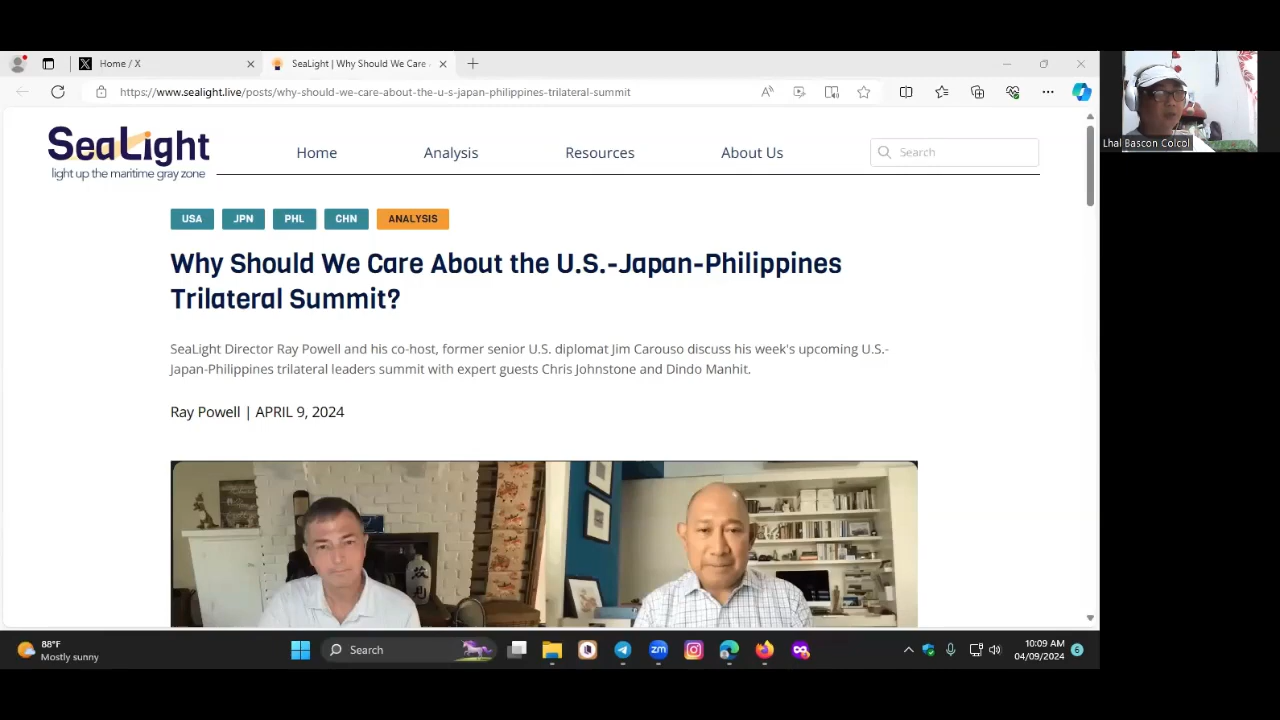 Home / X
SeaLight | Why Should We Care
https://www.sealight.live/posts/why-should-we-care-about-the-u-s-japan-philippines-trilateral-summit
SeaLight
light up the maritime gray zone
Home
Analysis
Resources
About Us
Search
USA
JPN
PHL
CHN
ANALYSIS
Why Should We Care About the U.S.-Japan-Philippines
Trilateral Summit?
SeaLight Director Ray Powell and his co-host, former senior U.S. diplomat Jim Carouso discuss his week's upcoming U.S.-
Japan-Philippines trilateral leaders summit with expert guests Chris Johnstone and Dindo Manhit.
Ray Powell | APRIL 9, 2024
Lhal Bascon Colcol
88°F
Mostly sunny
Search
zm
10:09 AM
04/09/2024
6